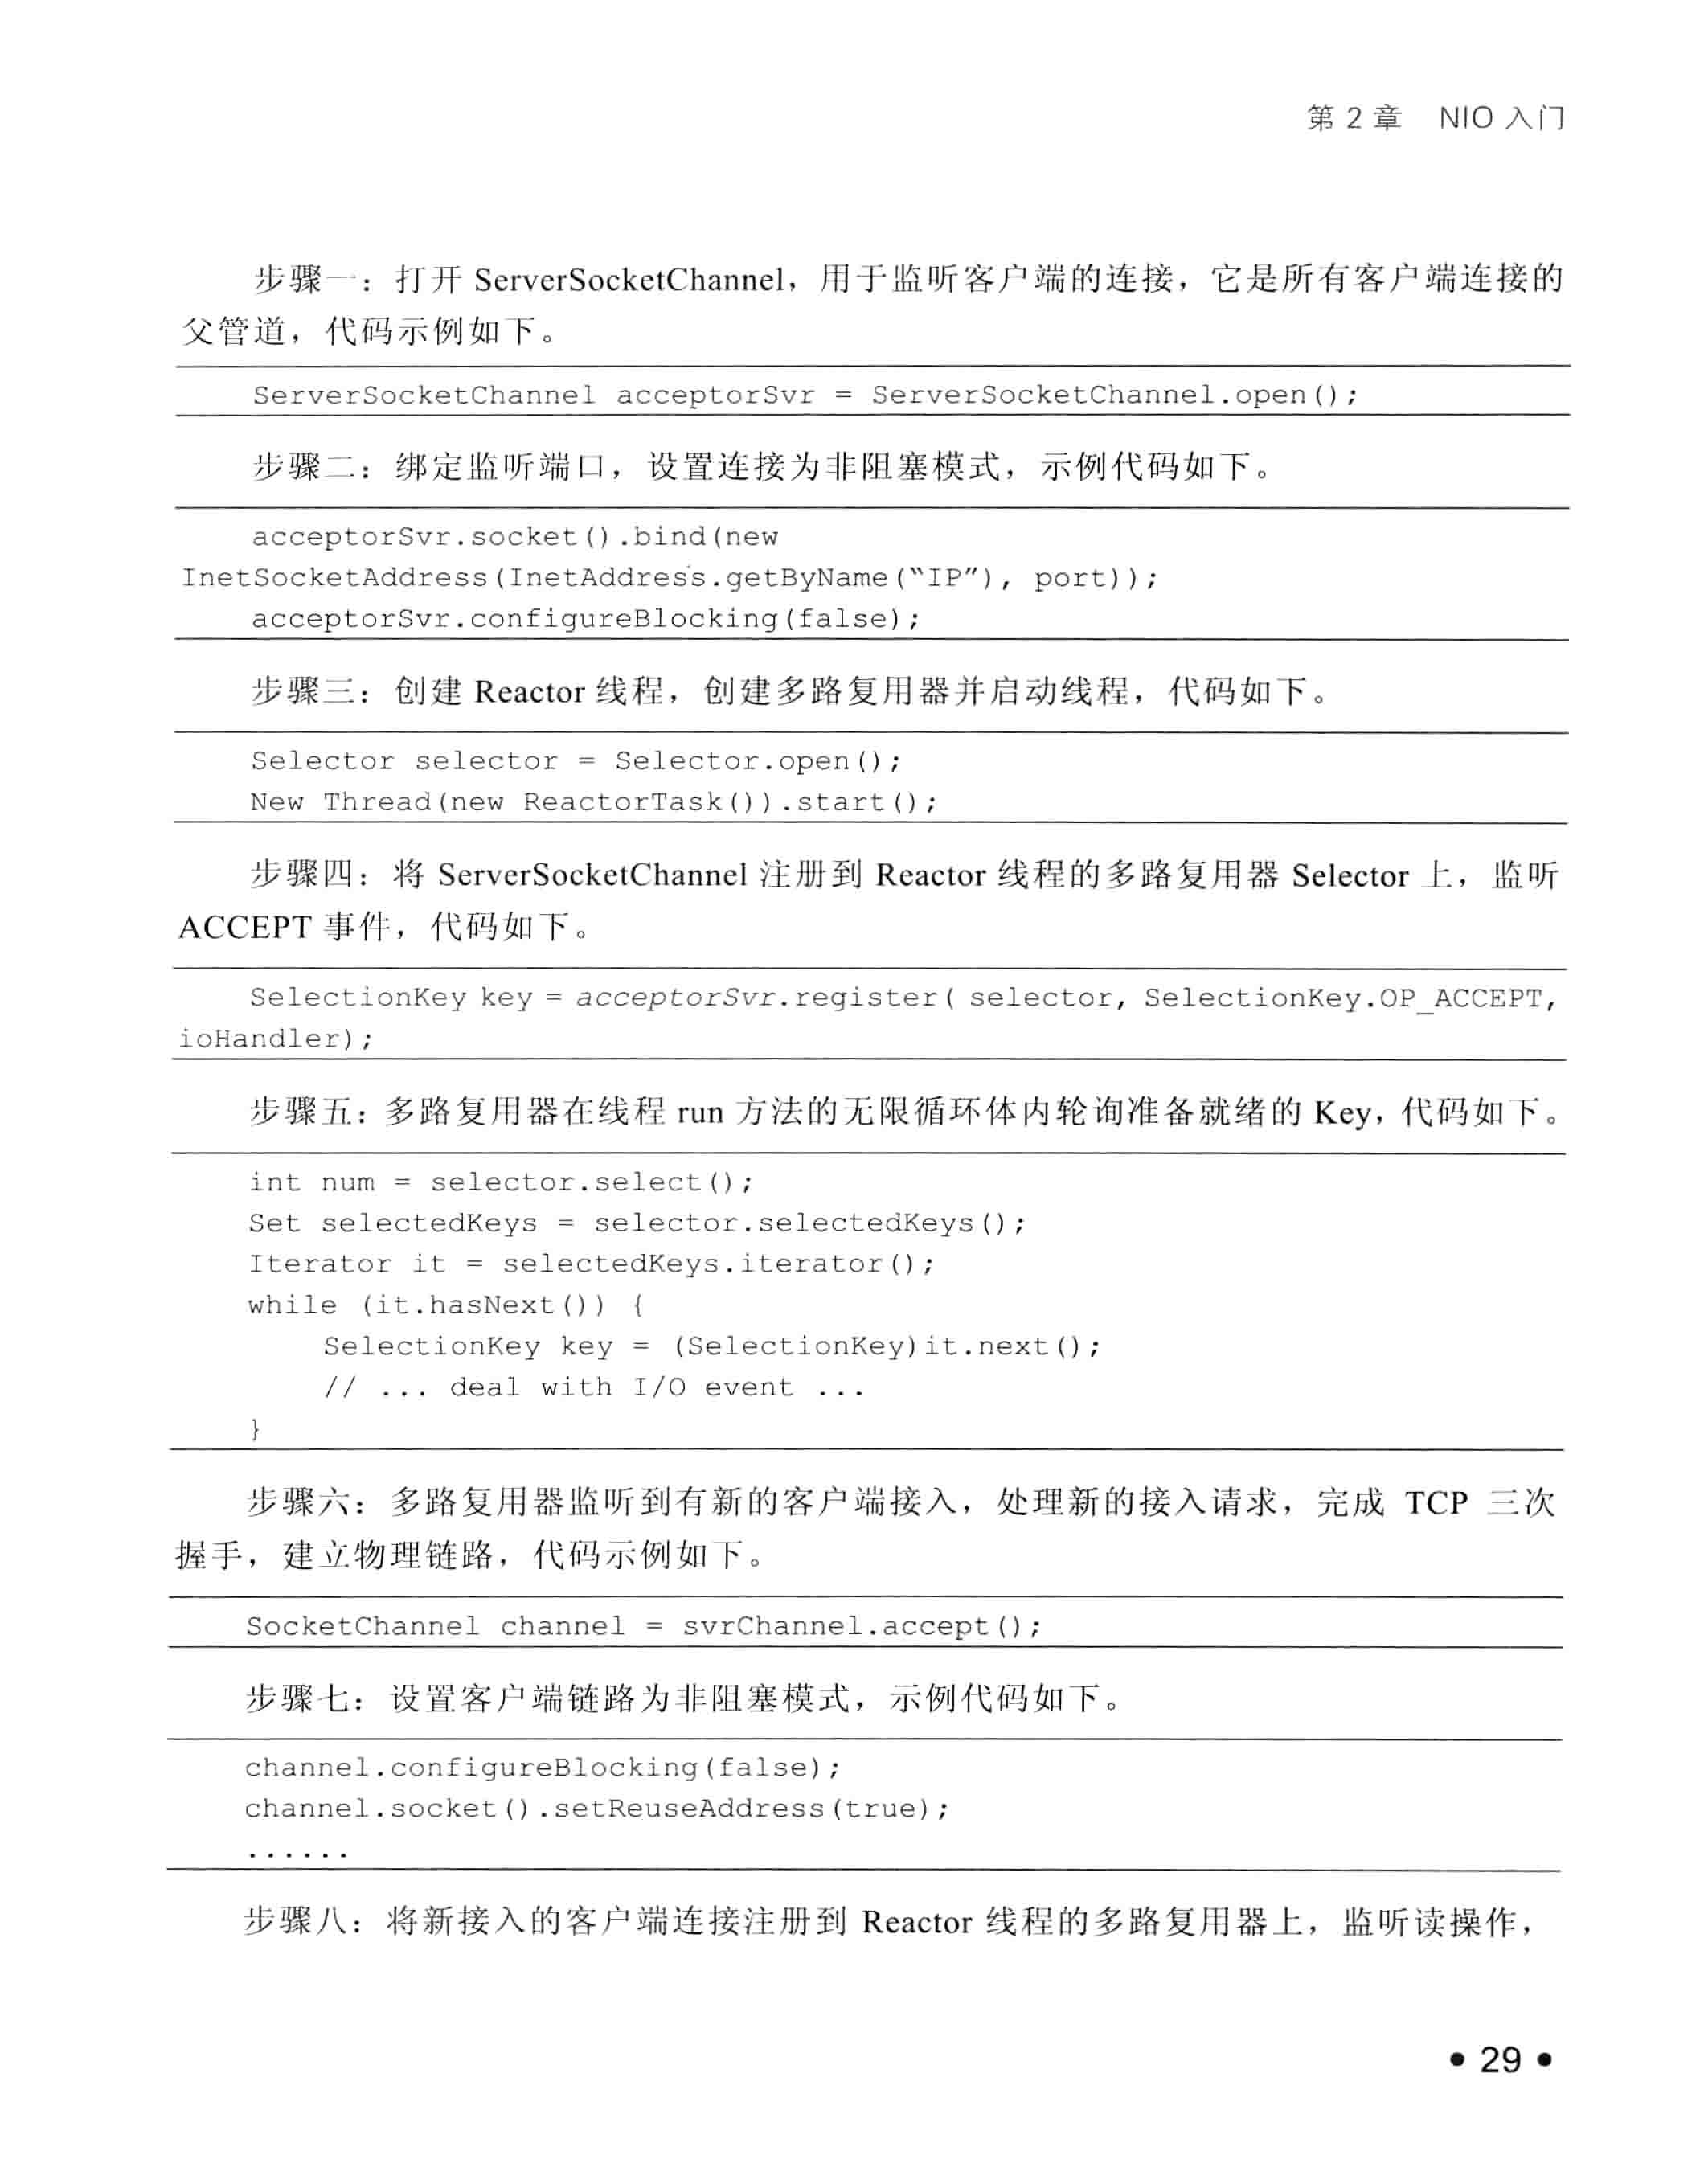 第 2 章 NIO 入门
步骤一：打开 ServerSocketChannel，用于监听客户端的连接，它是所有客户端连接的
父管道，代码示例如下。
ServerSocketChannel acceptorSvr = ServerSocketChannel.open();
步骤二：绑定监听端口，设置连接为非阻塞模式，示例代码如下。
acceptorSvr.socket().bind(new
InetSocketAddress(InetAddress.getByName(“IP”), port));
acceptorSvr.configureBlocking(false);
步骤三：创建 Reactor 线程，创建多路复用器并启动线程，代码如下。
Selector selector = Selector.open();
New Thread(new ReactorTask()).start();
步骤四：将 ServerSocketChannel 注册到 Reactor 线程的多路复用器 Selector 上，监听
ACCEPT 事件，代码如下。
SelectionKey key = acceptorSvr.register( selector, SelectionKey.OP_ACCEPT,
ioHandler);
步骤五：多路复用器在线程 run 方法的无限循环体内轮询准备就绪的 Key，代码如下。
int num = selector.select();
Set selectedKeys = selector.selectedKeys();
Iterator it = selectedKeys.iterator();
while (it.hasNext()) {
SelectionKey key = (SelectionKey)it.next();
// ... deal with I/O event ...
}
步骤六：多路复用器监听到有新的客户端接入，处理新的接入请求，完成 TCP 三次
握手，建立物理链路，代码示例如下。
SocketChannel channel = svrChannel.accept();
步骤七：设置客户端链路为非阻塞模式，示例代码如下。
channel.configureBlocking(false);
channel.socket().setReuseAddress(true);
......
步骤八：将新接入的客户端连接注册到 Reactor 线程的多路复用器上，监听读操作，
• 29 •